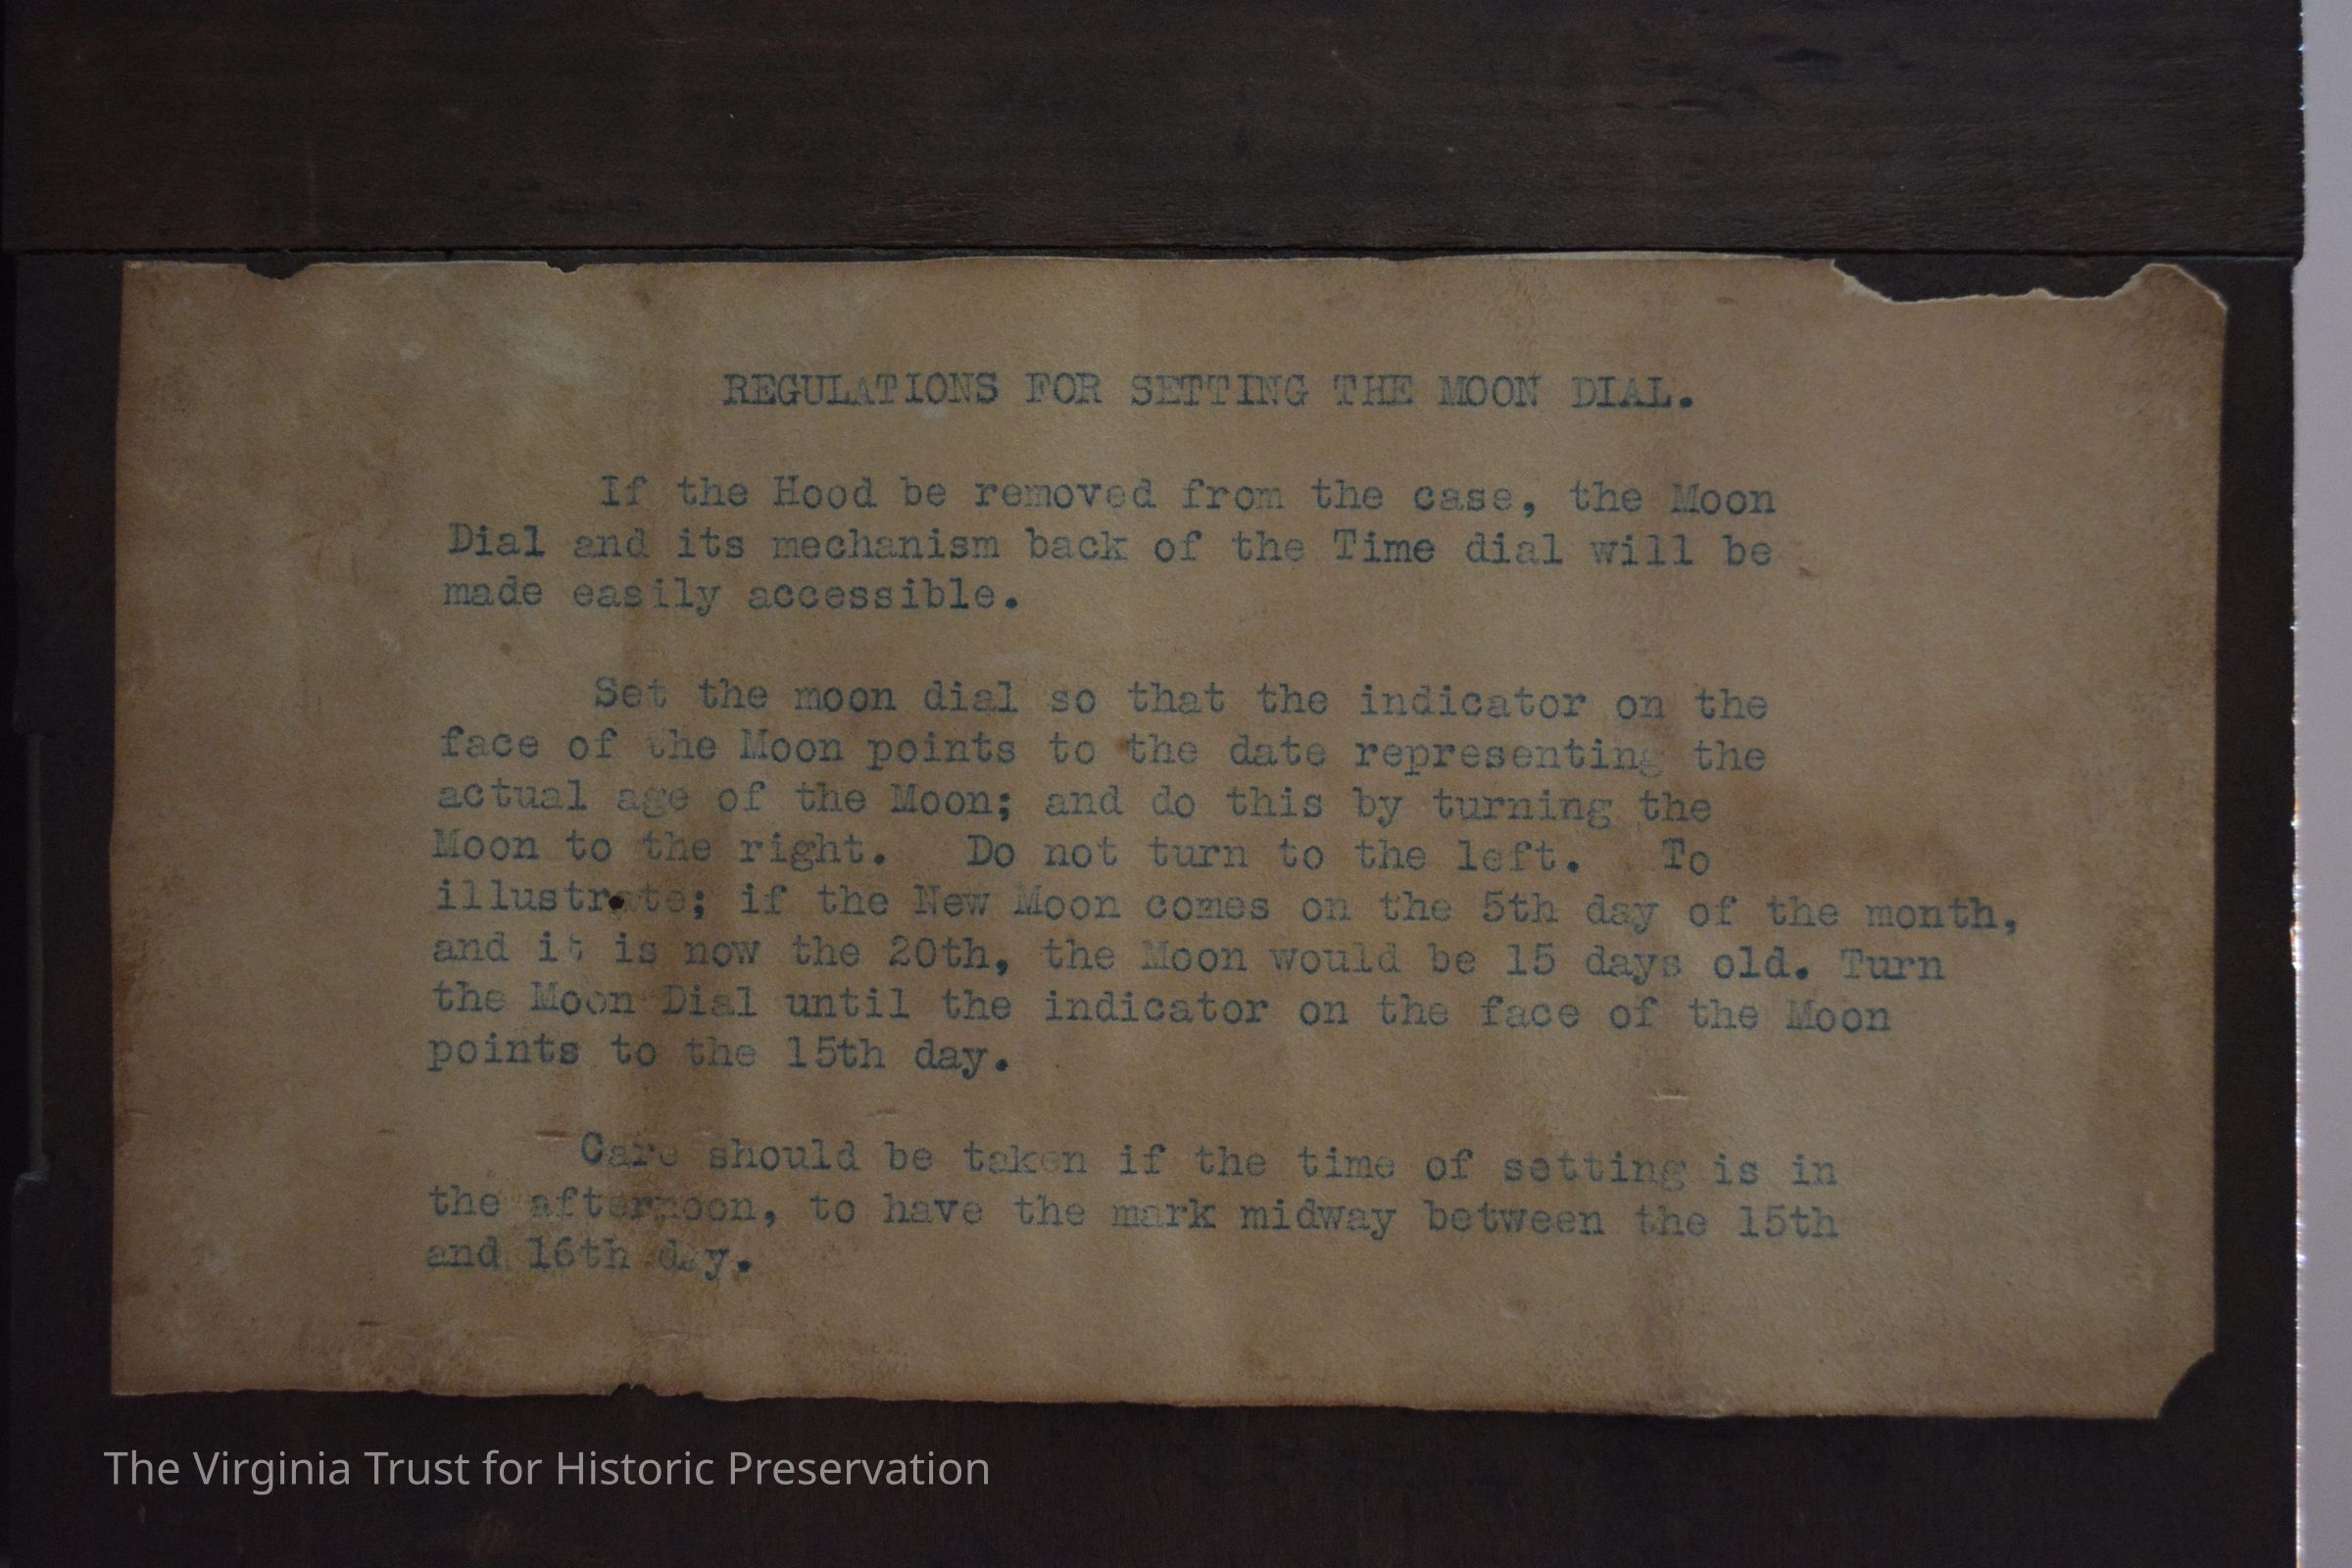 REGULATIONS FOR SETTING THE MOON DIAL.
If the Hood be removed from the case, the Moon
Dial and its mechanism back of the Time dial will be
made easily accessible.
Set the moon dial so that the indicator on the
face of the Moon points to the date representing the
actual age of the Moon; and do this by turning the
Moon to the right. Do not turn to the left. To
illustrate; if the New Moon comes on the 5th day of the month,
and it is now the 20th, the Moon would be 15 days old. Turn
the Moon Dial until the indicator on the face of the Moon
points to the 15th day.
Care should be taken if the time of setting is in
the afternoon, to have the mark midway between the 15th
and 16th day.
The Virginia Trust for Historic Preservation